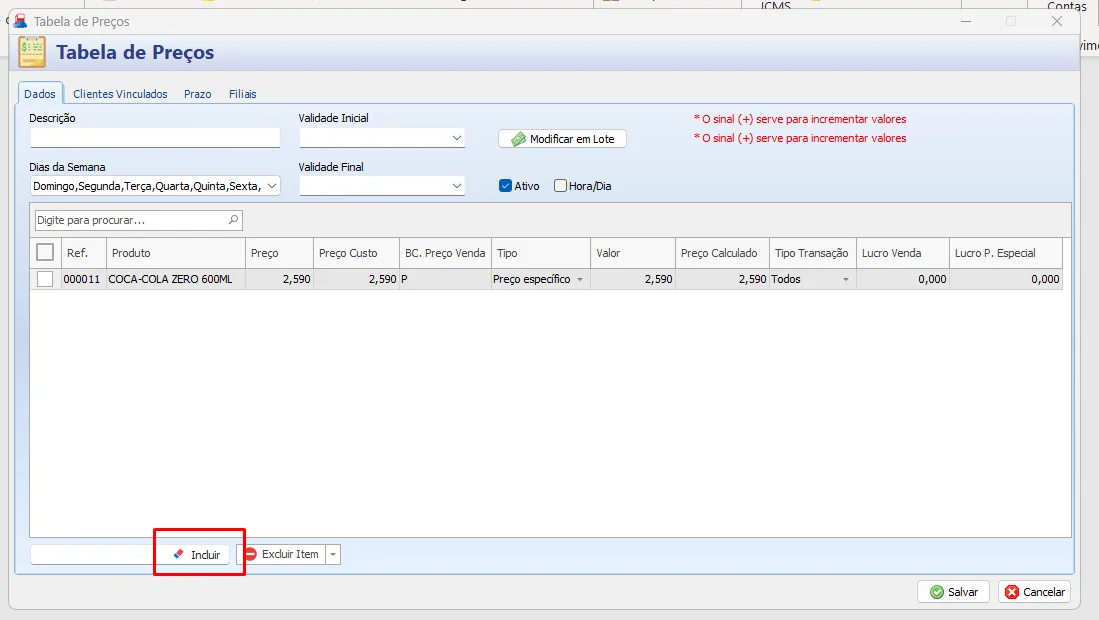 ICMS
Contas
Tabela de Preços
Tabela de Preços
Dados Clientes Vinculados Prazo Filiais
Descrição Validade Inicial
* O sinal (+) serve para incrementar valores
Modificar em Lote
* O sinal (+) serve para incrementar valores
Dias da Semana Validade Final
Domingo,Segunda,Terça,Quarta,Quinta,Sexta, Ativo Hora/Dia
Digite para procurar...
Ref. Produto Preço Preço Custo BC. Preço Venda Tipo Valor Preço Calculado Tipo Transação Lucro Venda Lucro P. Especial
000011 COCA-COLA ZERO 600ML 2,590 2,590 P Preço específico 2,590 2,590 Todos 0,000 0,000
Incluir Excluir Item
Salvar Cancelar